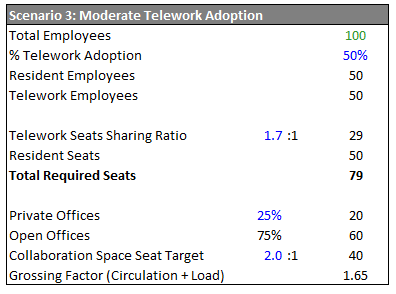 Scenario 3: Moderate Telework Adoption
Total Employees 100
% Telework Adoption 50%
Resident Employees 50
Telework Employees 50
Telework Seats Sharing Ratio 1.7 :1 29
Resident Seats 50
Total Required Seats 79
Private Offices 25% 20
Open Offices 75% 60
Collaboration Space Seat Target 2.0 :1 40
Grossing Factor (Circulation + Load) 1.65